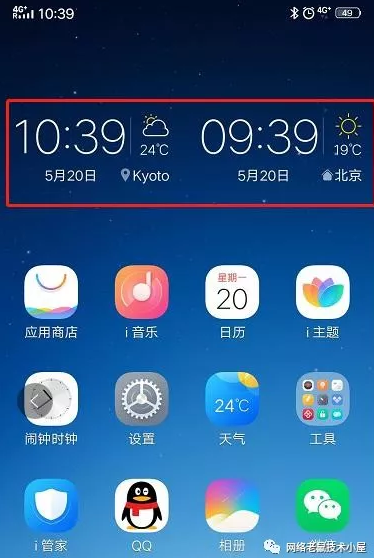 4G+ R 10:39 4G+ 49
10:39 24℃ 09:39 19℃
5月20日 Kyoto 5月20日 北京
星期一
20
应用商店 i 音乐 日历 i 主题
24℃
闹钟时钟 设置 天气 工具
i 管家 QQ 相册
网络老鼠技术小屋